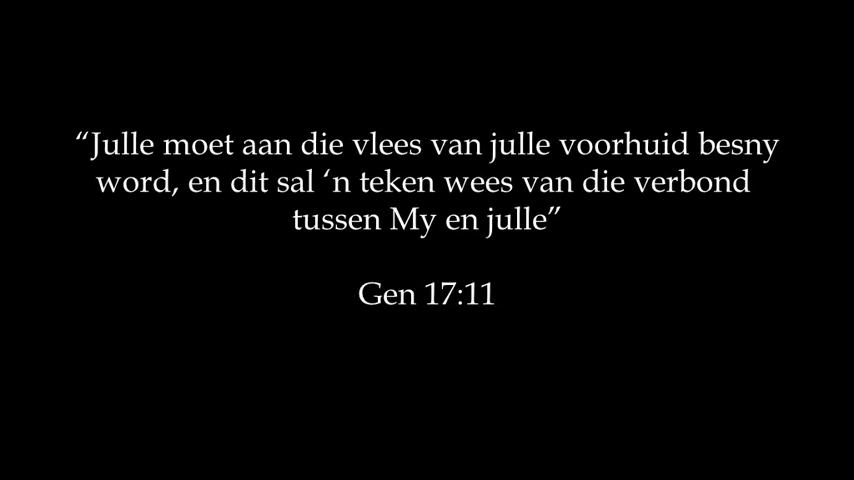 “Julle moet aan die vlees van julle voorhuid besny
word, en dit sal ‘n teken wees van die verbond
tussen My en julle”
Gen 17:11